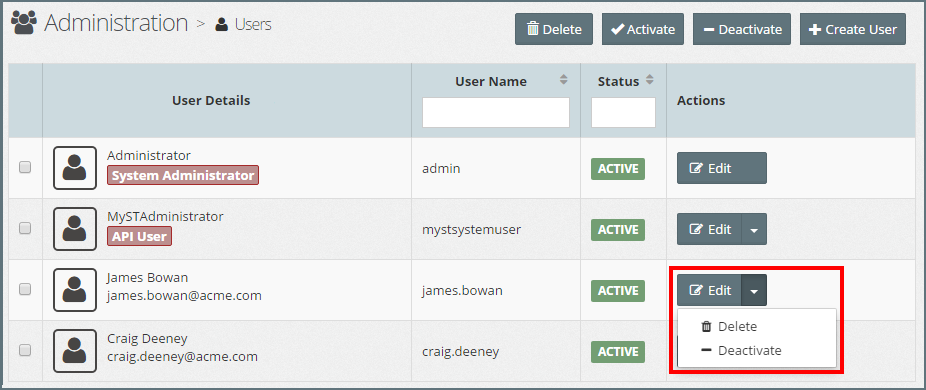 Administration > Users
Delete Activate Deactivate Create User
User Details User Name Status Actions
Administrator
System Administrator
admin ACTIVE Edit
MySTAdministrator
API User
mystsystemuser ACTIVE Edit
James Bowan
james.bowan@acme.com
james.bowan ACTIVE Edit
Delete
Deactivate
Craig Deeney
craig.deeney@acme.com
craig.deeney ACTIVE